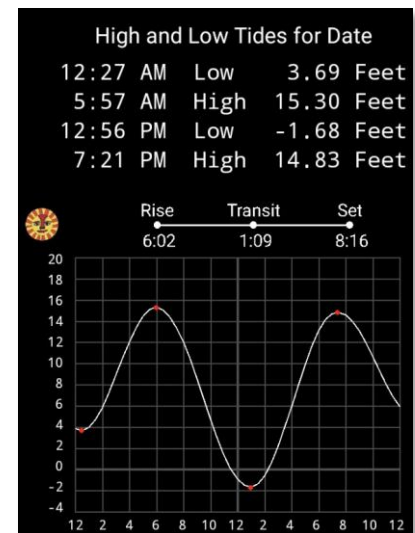 High and Low Tides for Date
12:27 AM Low 3.69 Feet
5:57 AM High 15.30 Feet
12:56 PM Low -1.68 Feet
7:21 PM High 14.83 Feet
Rise Transit Set
6:02 1:09 8:16
20
18
16
14
12
10
8
6
4
2
0
-2
-4
12 2 4 6 8 10 12 2 4 6 8 10 12